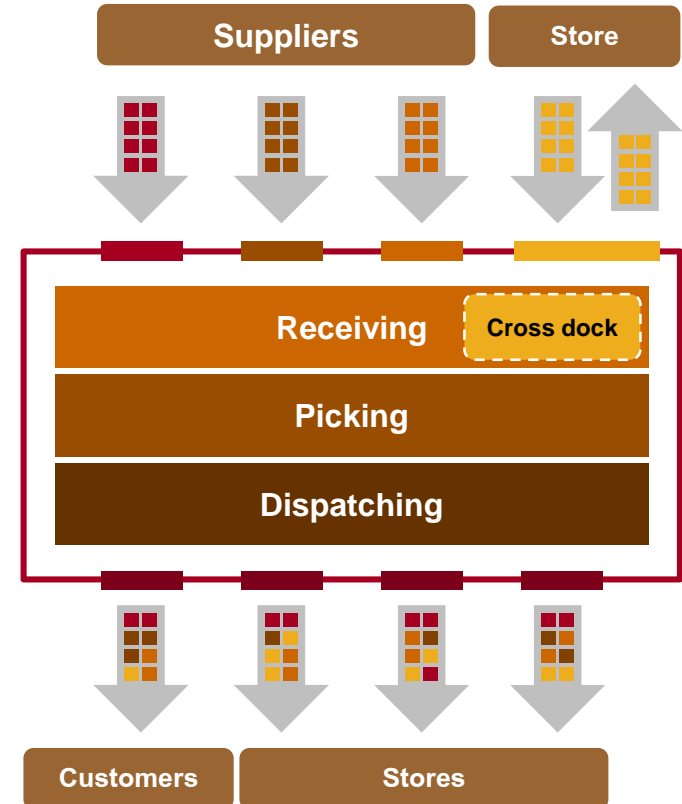 Suppliers
Store
Receiving
Cross dock
Picking
Dispatching
Customers
Stores